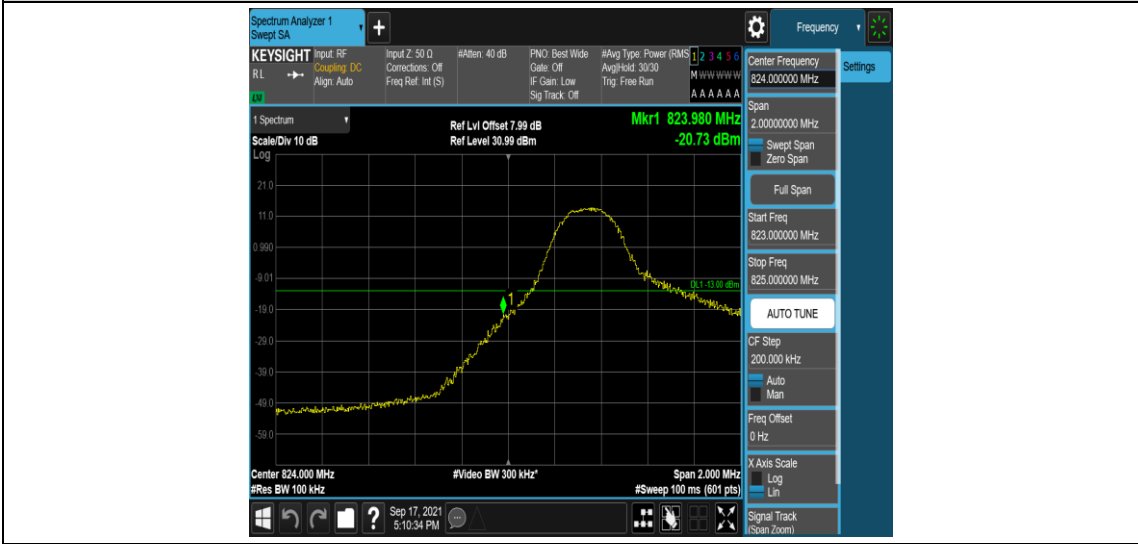 Spectrum Analyzer 1
Swept SA
+
Frequency
KEYSIGHT
RL
Input: RF
Coupling: DC
Align: Auto
Input Z: 50 Ω
Corrections: Off
Freq Ref: Int (S)
#Atten: 40 dB
PNO: Best Wide
Gate: Off
IF Gain: Low
Sig Track: Off
#Avg Type: Power (RMS
Avg|Hold: 30/30
Trig: Free Run
1 2 3 4 5 6
M W W W W W
A A A A A A
1 Spectrum
Scale/Div 10 dB
Log
Ref Lvl Offset 7.99 dB
Ref Level 30.99 dBm
Mkr1 823.980 MHz
-20.73 dBm
21.0
11.0
0.990
-9.01
-19.0
-29.0
-39.0
-49.0
-59.0
DL1 -13.00 dBm
1
Center 824.000 MHz
#Res BW 100 kHz
#Video BW 300 kHz*
Span 2.000 MHz
#Sweep 100 ms (601 pts)
?
Sep 17, 2021
5:10:34 PM
Center Frequency
824.000000 MHz
Settings
Span
2.00000000 MHz
Swept Span
Zero Span
Full Span
Start Freq
823.000000 MHz
Stop Freq
825.000000 MHz
AUTO TUNE
CF Step
200.000 kHz
Auto
Man
Freq Offset
0 Hz
X Axis Scale
Log
Lin
Signal Track
(Span Zoom)